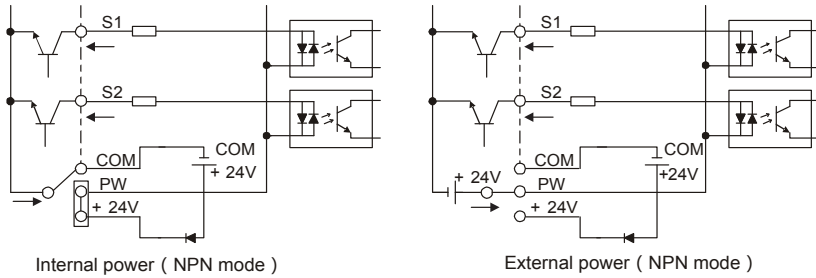 S1
S2
COM
COM
+ 24V
PW
+ 24V
Internal power ( NPN mode )
S1
S2
COM
COM
+24V
+ 24V
PW
+ 24V
External power ( NPN mode )